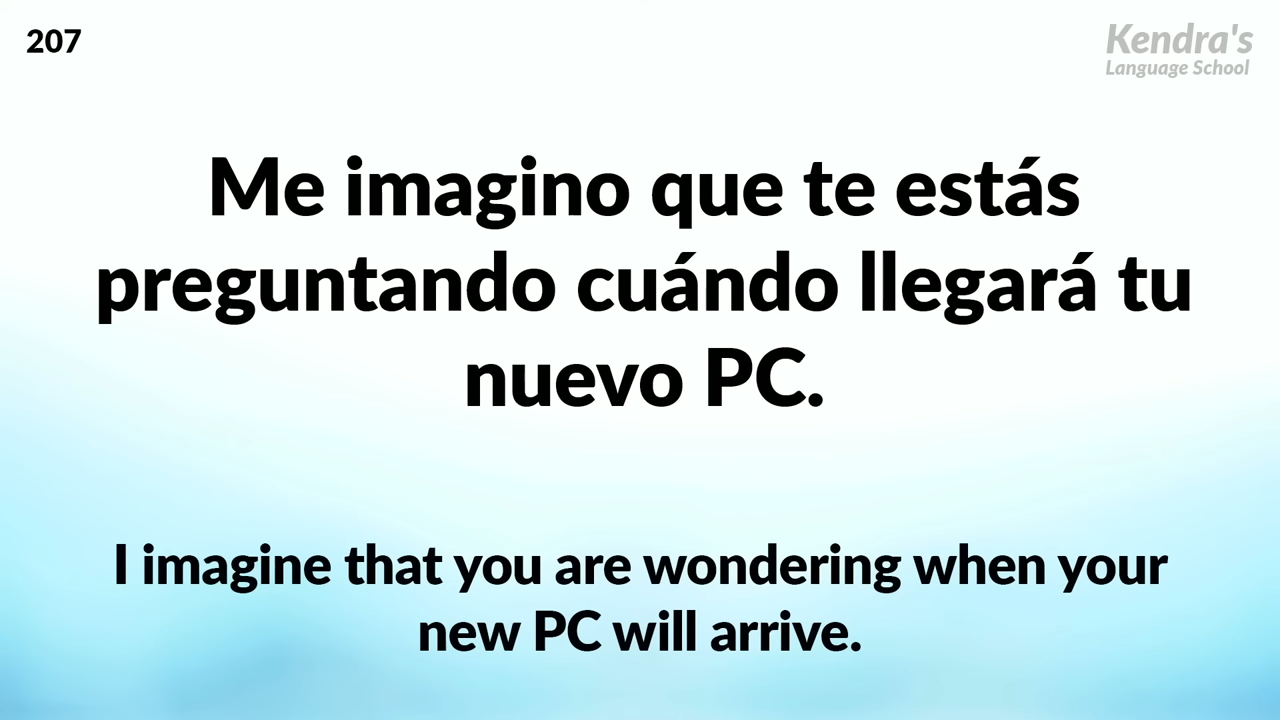 207
Kendra's
Language School
Me imagino que te estás
preguntando cuándo llegará tu
nuevo PC.
I imagine that you are wondering when your
new PC will arrive.